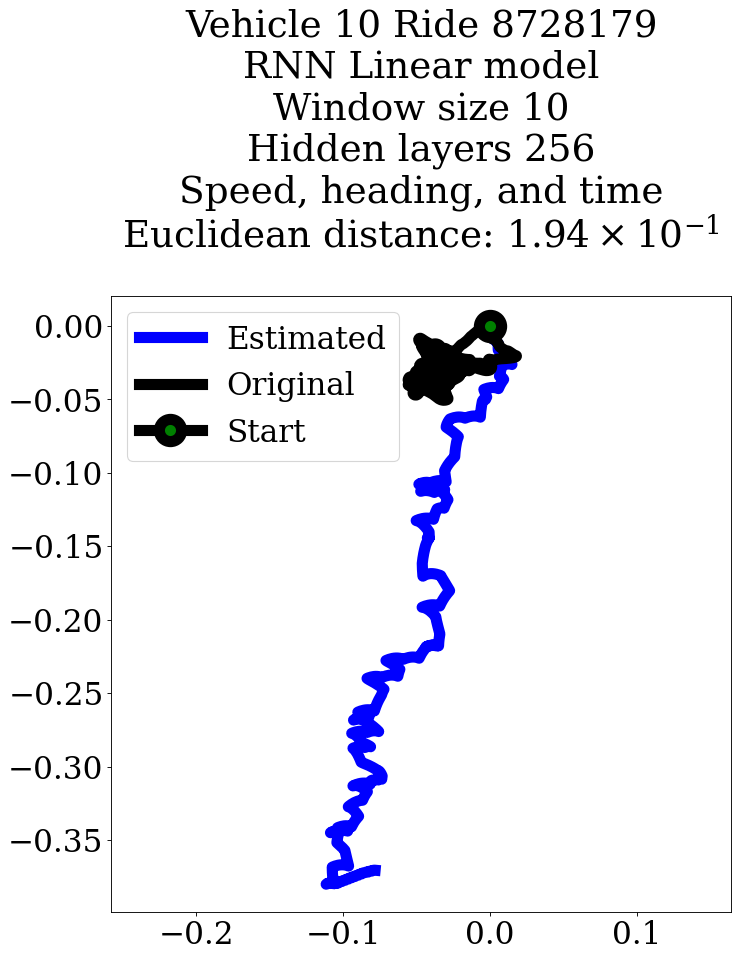 Vehicle 10 Ride 8728179
RNN Linear model
Window size 10
Hidden layers 256
Speed, heading, and time
Euclidean distance: 1.94 × 10⁻¹
Estimated
Original
Start
0.00
−0.05
−0.10
−0.15
−0.20
−0.25
−0.30
−0.35
−0.2 −0.1 0.0 0.1